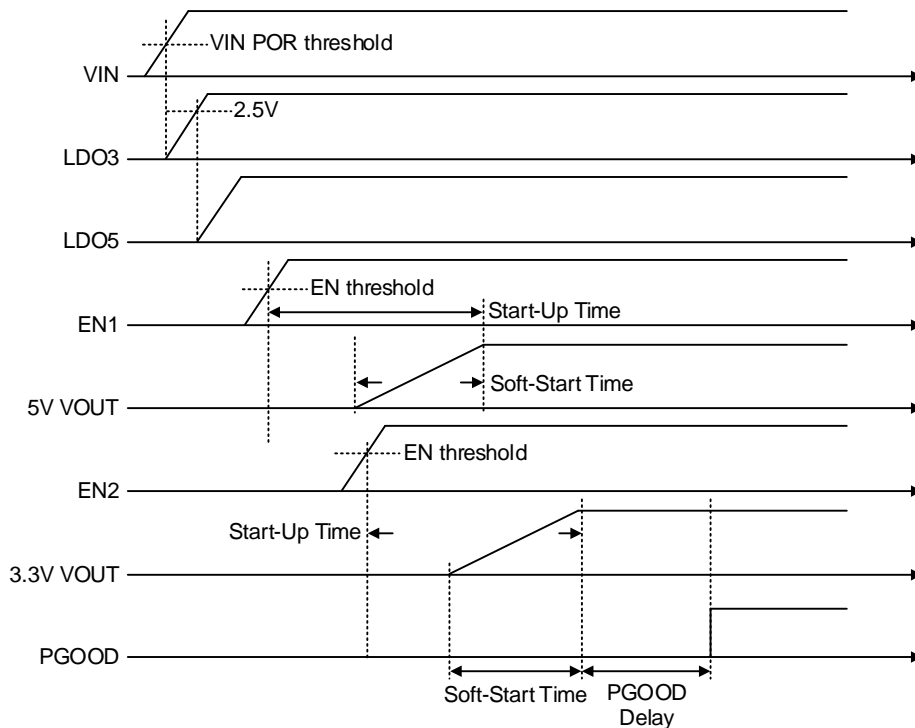 VIN POR threshold
VIN
2.5V
LDO3
LDO5
EN threshold
Start-Up Time
EN1
Soft-Start Time
5V VOUT
EN threshold
EN2
Start-Up Time
3.3V VOUT
PGOOD
Soft-Start Time
PGOOD
Delay